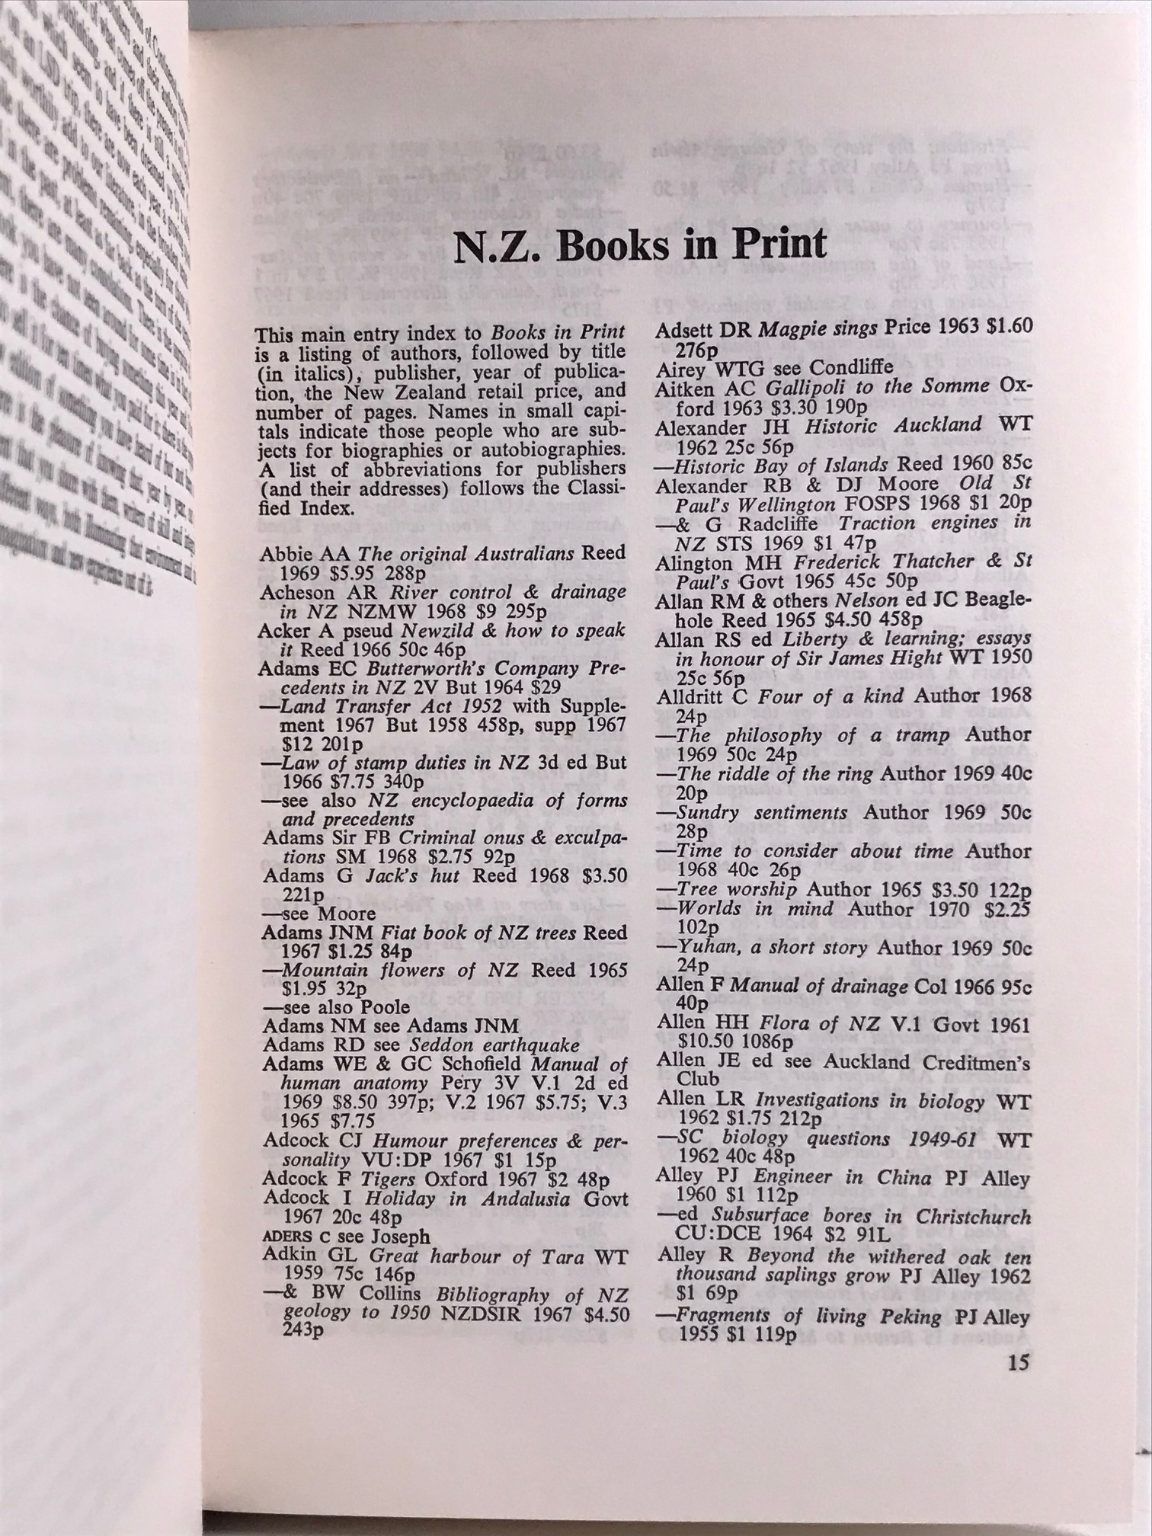 N.Z. Books in Print
This main entry index to Books in Print
is a listing of authors, followed by title
(in italics), publisher, year of publica-
tion, the New Zealand retail price, and
number of pages. Names in small capi-
tals indicate those people who are sub-
jects for biographies or autobiographies.
A list of abbreviations for publishers
(and their addresses) follows the Classi-
fied Index.
Abbie AA The original Australians Reed
1969 $5.95 288p
Acheson AR River control & drainage
in NZ NZMW 1968 $9 295p
Acker A pseud Newzild & how to speak
it Reed 1966 50c 46p
Adams EC Butterworth's Company Pre-
cedents in NZ 2V But 1964 $29
—Land Transfer Act 1952 with Supple-
ment 1967 But 1958 458p, supp 1967
$12 201p
—Law of stamp duties in NZ 3d ed But
1966 $7.75 340p
—see also NZ encyclopaedia of forms
and precedents
Adams Sir FB Criminal onus & exculpa-
tions SM 1968 $2.75 92p
Adams G Jack's hut Reed 1968 $3.50
221p
—see Moore
Adams JNM Fiat book of NZ trees Reed
1967 $1.25 84p
—Mountain flowers of NZ Reed 1965
$1.95 32p
—see also Poole
Adams NM see Adams JNM
Adams RD see Seddon earthquake
Adams WE & GC Schofield Manual of
human anatomy Pery 3V V.1 2d ed
1969 $8.50 397p; V.2 1967 $5.75; V.3
1965 $7.75
Adcock CJ Humour preferences & per-
sonality VU:DP 1967 $1 15p
Adcock F Tigers Oxford 1967 $2 48p
Adcock I Holiday in Andalusia Govt
1967 20c 48p
ADERS C see Joseph
Adkin GL Great harbour of Tara WT
1959 75c 146p
—& BW Collins Bibliography of NZ
geology to 1950 NZDSIR 1967 $4.50
243p
Adsett DR Magpie sings Price 1963 $1.60
276p
Airey WTG see Condliffe
Aitken AC Gallipoli to the Somme Ox-
ford 1963 $3.30 190p
Alexander JH Historic Auckland WT
1962 25c 56p
—Historic Bay of Islands Reed 1960 85c
Alexander RB & DJ Moore Old St
Paul's Wellington FOSPS 1968 $1 20p
—& G Radcliffe Traction engines in
NZ STS 1969 $1 47p
Alington MH Frederick Thatcher & St
Paul's Govt 1965 45c 50p
Allan RM & others Nelson ed JC Beagle-
hole Reed 1965 $4.50 458p
Allan RS ed Liberty & learning; essays
in honour of Sir James Hight WT 1950
25c 56p
Alldritt C Four of a kind Author 1968
24p
—The philosophy of a tramp Author
1969 50c 24p
—The riddle of the ring Author 1969 40c
20p
—Sundry sentiments Author 1969 50c
28p
—Time to consider about time Author
1968 40c 26p
—Tree worship Author 1965 $3.50 122p
—Worlds in mind Author 1970 $2.25
102p
—Yuhan, a short story Author 1969 50c
24p
Allen F Manual of drainage Col 1966 95c
40p
Allen HH Flora of NZ V.1 Govt 1961
$10.50 1086p
Allen JE ed see Auckland Creditmen's
Club
Allen LR Investigations in biology WT
1962 $1.75 212p
—SC biology questions 1949-61 WT
1962 40c 48p
Alley PJ Engineer in China PJ Alley
1960 $1 112p
—ed Subsurface bores in Christchurch
CU:DCE 1964 $2 91L
Alley R Beyond the withered oak ten
thousand saplings grow PJ Alley 1962
$1 69p
—Fragments of living Peking PJ Alley
1955 $1 119p
15